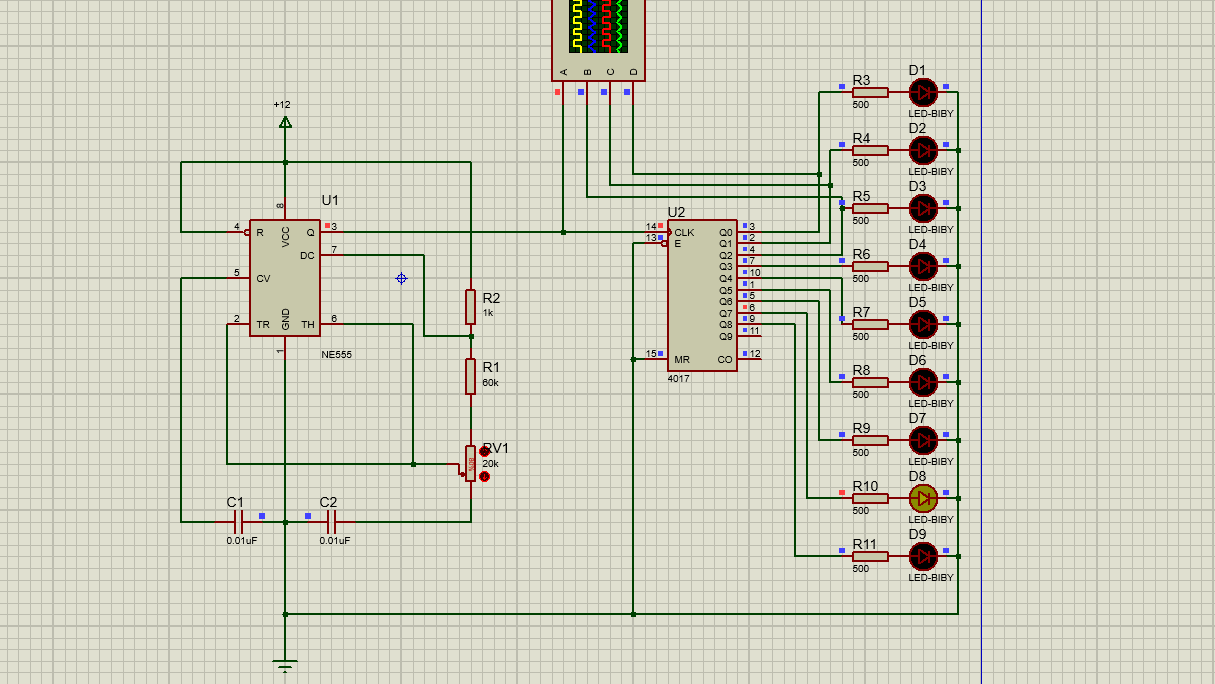 A B C D
+12
U1
8
4 R VCC Q 3
DC 7
5 CV
2 TR GND TH 6
1
NE555
R2
1k
R1
60k
RV1
20k
C1
0.01uF
C2
0.01uF
U2
14 CLK Q0 3
13 E Q1 2
Q2 4
Q3 7
Q4 10
Q5 1
Q6 5
Q7 6
Q8 9
Q9 11
15 MR CO 12
4017
R3 D1
500 LED-BIBY
R4 D2
500 LED-BIBY
R5 D3
500 LED-BIBY
R6 D4
500 LED-BIBY
R7 D5
500 LED-BIBY
R8 D6
500 LED-BIBY
R9 D7
500 LED-BIBY
R10 D8
500 LED-BIBY
R11 D9
500 LED-BIBY